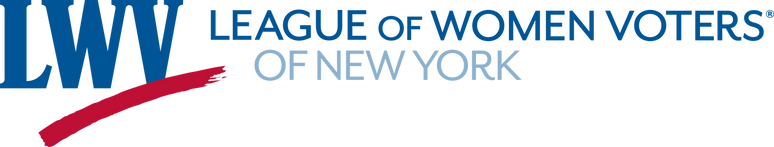 LWV LEAGUE OF WOMEN VOTERS®
OF NEW YORK